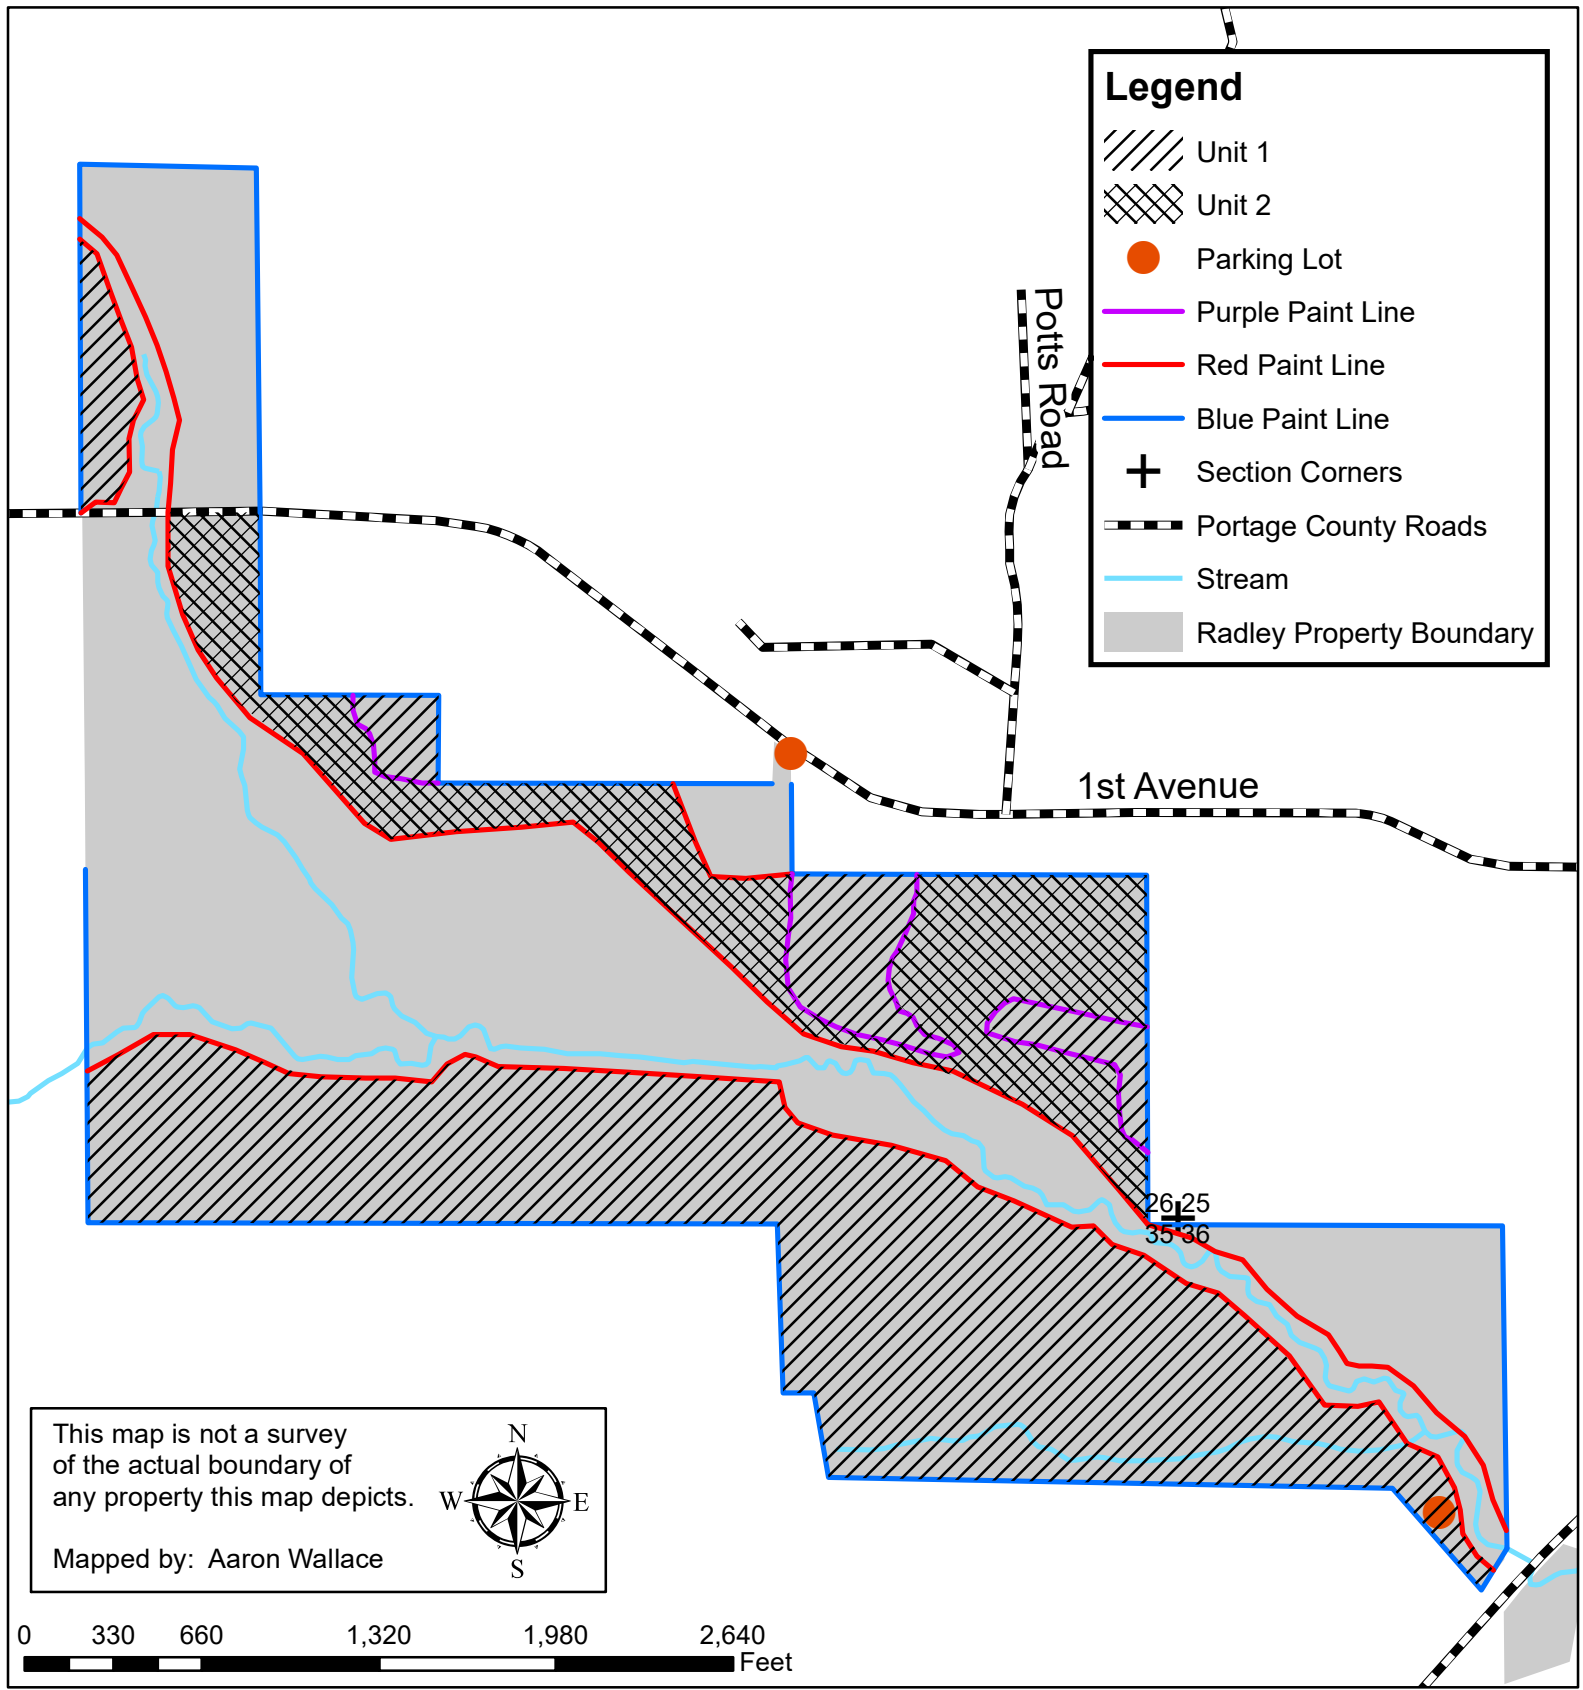 Legend
Unit 1
Unit 2
Parking Lot
Purple Paint Line
Red Paint Line
Blue Paint Line
Section Corners
Portage County Roads
Stream
Radley Property Boundary
Potts Road
1st Avenue
26 25
35 36
This map is not a survey
of the actual boundary of
any property this map depicts.
Mapped by: Aaron Wallace
N
W E
S
0 330 660 1,320 1,980 2,640
Feet